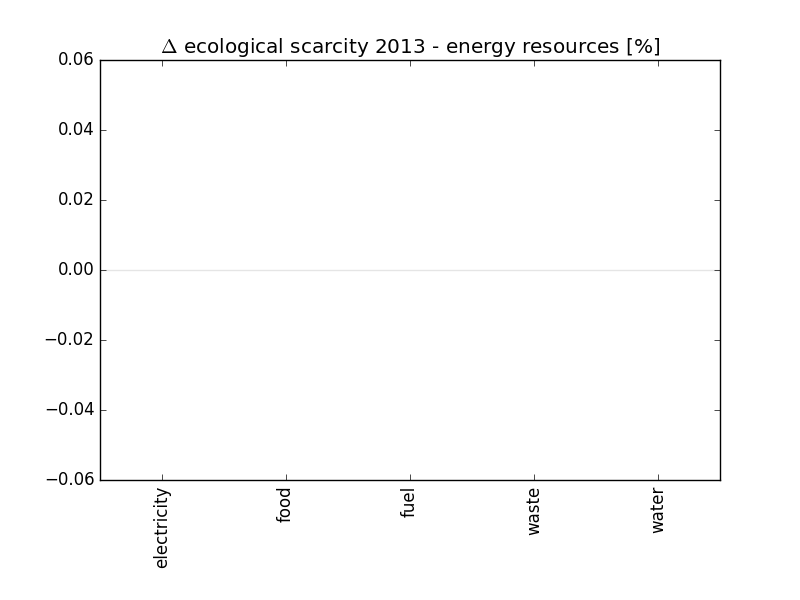 Δ ecological scarcity 2013 - energy resources [%]
0.06
0.04
0.02
0.00
−0.02
−0.04
−0.06
electricity
food
fuel
waste
water